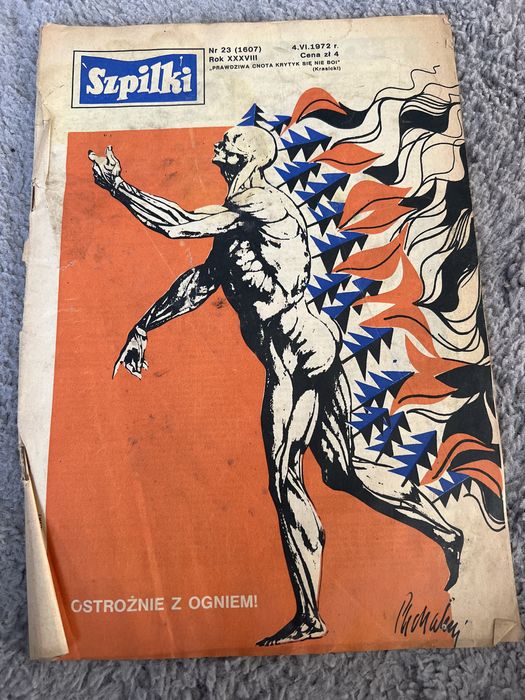 Szpilki
Nr 23 (1607)
Rok XXXVIII
4.VI.1972 r.
Cena zł 4
„PRAWDZIWA CNOTA KRYTYK SIĘ NIE BOI"
(Krasicki)
OSTROŻNIE Z OGNIEM!